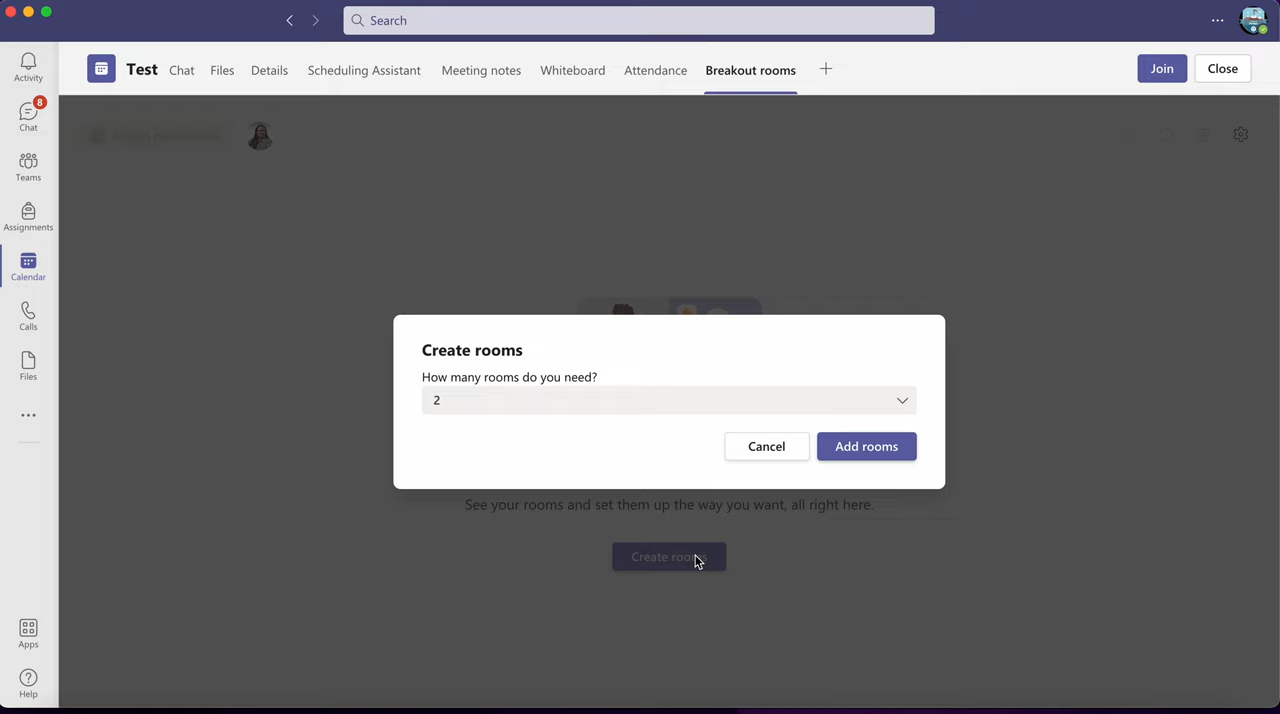 Search
Activity
8
Chat
Teams
Assignments
Calendar
Calls
Files
Apps
Help
Test Chat Files Details Scheduling Assistant Meeting notes Whiteboard Attendance Breakout rooms Join Close
Create rooms
How many rooms do you need?
2
Cancel Add rooms
See your rooms and set them up the way you want, all right here.
Create rooms